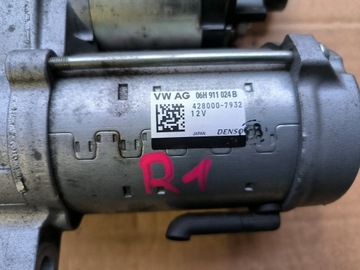 VW AG 06H 911 024 B
428000-7932
12V
JAPAN DENSO
R1